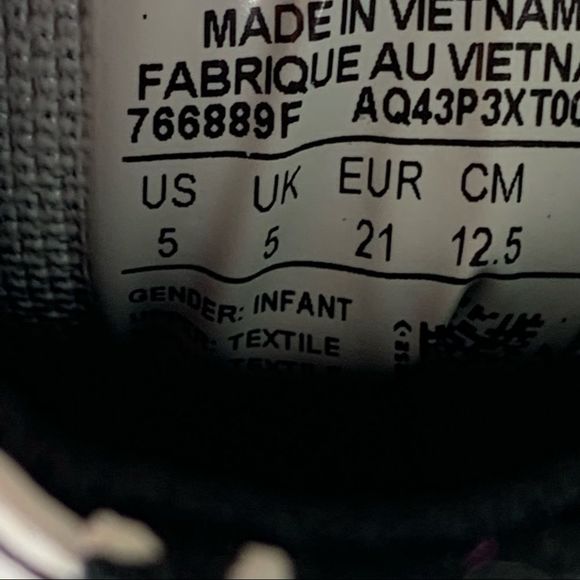 MADE IN VIETNAM
FABRIQUE AU VIETNA
766889F AQ43P3XT0
US UK EUR CM
5 5 21 12.5
GENDER: INFANT
TEXTILE